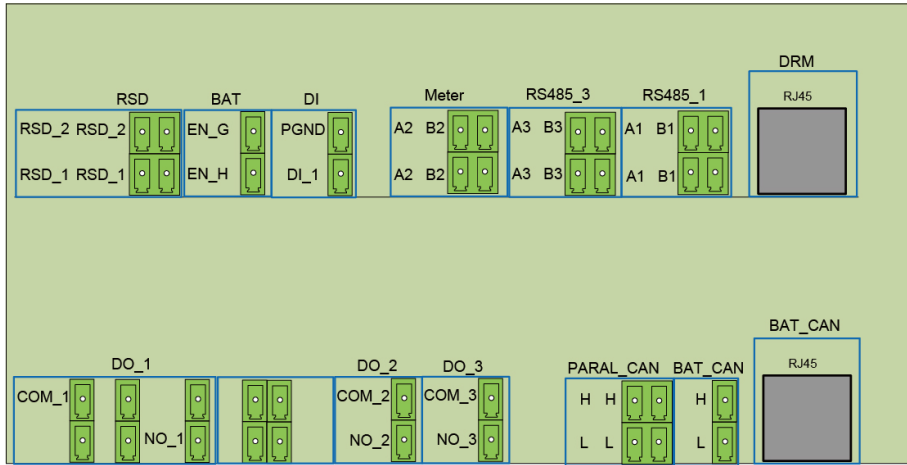 DRM
RSD BAT DI Meter RS485_3 RS485_1
RJ45
RSD_2 RSD_2 EN_G PGND A2 B2 A3 B3 A1 B1
RSD_1 RSD_1 EN_H DI_1 A2 B2 A3 B3 A1 B1
BAT_CAN
DO_1 DO_2 DO_3 PARAL_CAN BAT_CAN
RJ45
COM_1 COM_2 COM_3 H H H
NO_1 NO_2 NO_3 L L L